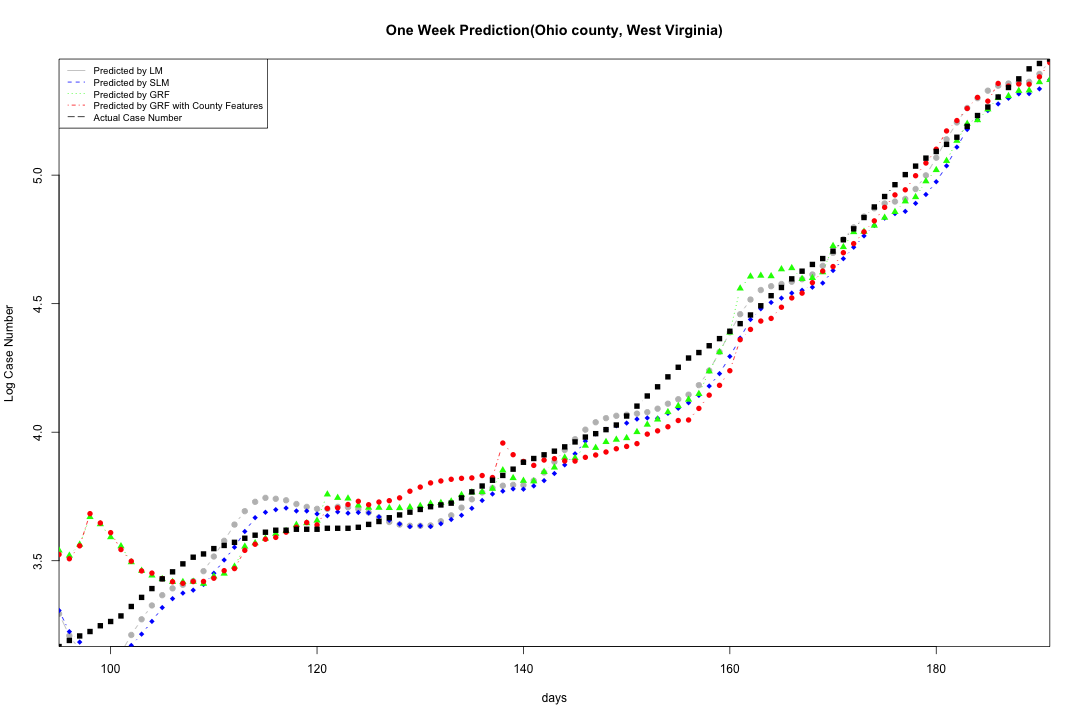 One Week Prediction(Ohio county, West Virginia)
Predicted by LM
Predicted by SLM
Predicted by GRF
Predicted by GRF with County Features
Actual Case Number
Log Case Number
5.0
4.5
4.0
3.5
100 120 140 160 180
days